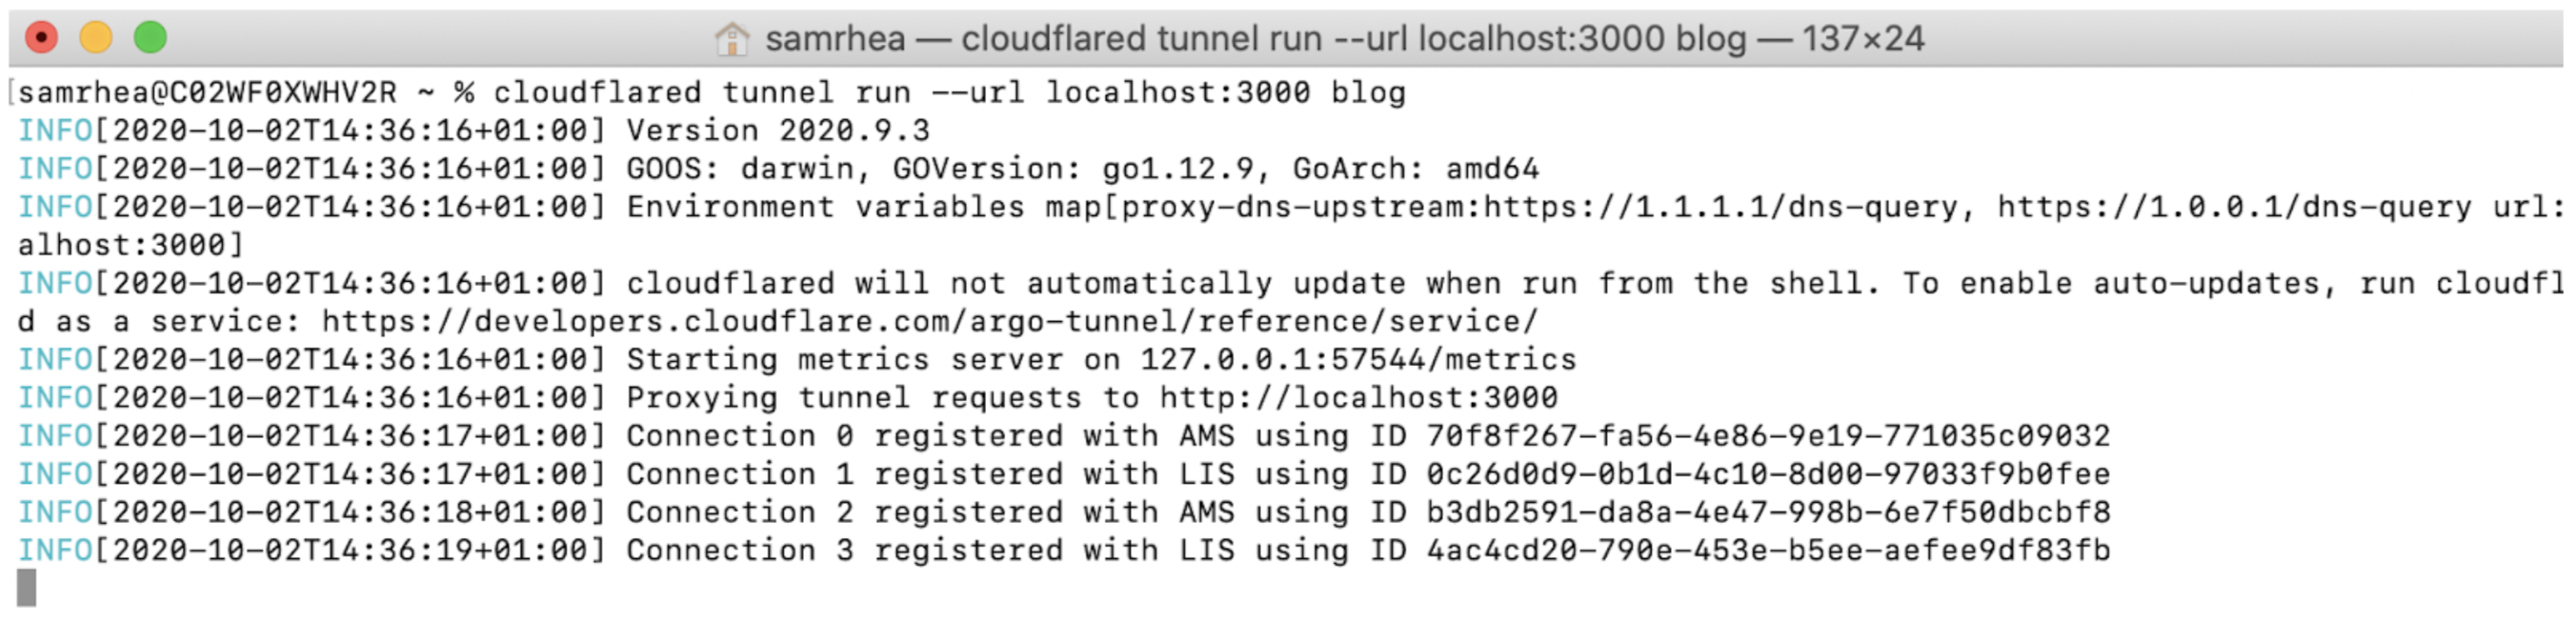 samrhea — cloudflared tunnel run --url localhost:3000 blog — 137×24
[samrhea@C02WF0XWHV2R ~ % cloudflared tunnel run --url localhost:3000 blog
INFO[2020-10-02T14:36:16+01:00] Version 2020.9.3
INFO[2020-10-02T14:36:16+01:00] GOOS: darwin, GOVersion: go1.12.9, GoArch: amd64
INFO[2020-10-02T14:36:16+01:00] Environment variables map[proxy-dns-upstream:https://1.1.1.1/dns-query, https://1.0.0.1/dns-query url:
alhost:3000]
INFO[2020-10-02T14:36:16+01:00] cloudflared will not automatically update when run from the shell. To enable auto-updates, run cloudfl
d as a service: https://developers.cloudflare.com/argo-tunnel/reference/service/
INFO[2020-10-02T14:36:16+01:00] Starting metrics server on 127.0.0.1:57544/metrics
INFO[2020-10-02T14:36:16+01:00] Proxying tunnel requests to http://localhost:3000
INFO[2020-10-02T14:36:17+01:00] Connection 0 registered with AMS using ID 70f8f267-fa56-4e86-9e19-771035c09032
INFO[2020-10-02T14:36:17+01:00] Connection 1 registered with LIS using ID 0c26d0d9-0b1d-4c10-8d00-97033f9b0fee
INFO[2020-10-02T14:36:18+01:00] Connection 2 registered with AMS using ID b3db2591-da8a-4e47-998b-6e7f50dbcbf8
INFO[2020-10-02T14:36:19+01:00] Connection 3 registered with LIS using ID 4ac4cd20-790e-453e-b5ee-aefee9df83fb